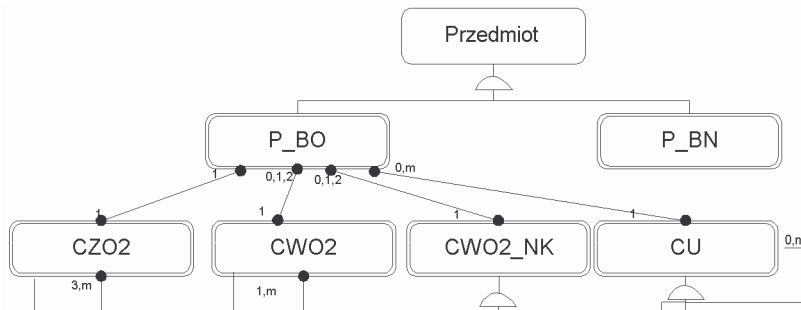 Przedmiot
P_BO
P_BN
1
0,1,2
0,1,2
0,m
1
1
1
1
CZO2
CWO2
CWO2_NK
CU
0,m
3,m
1,m